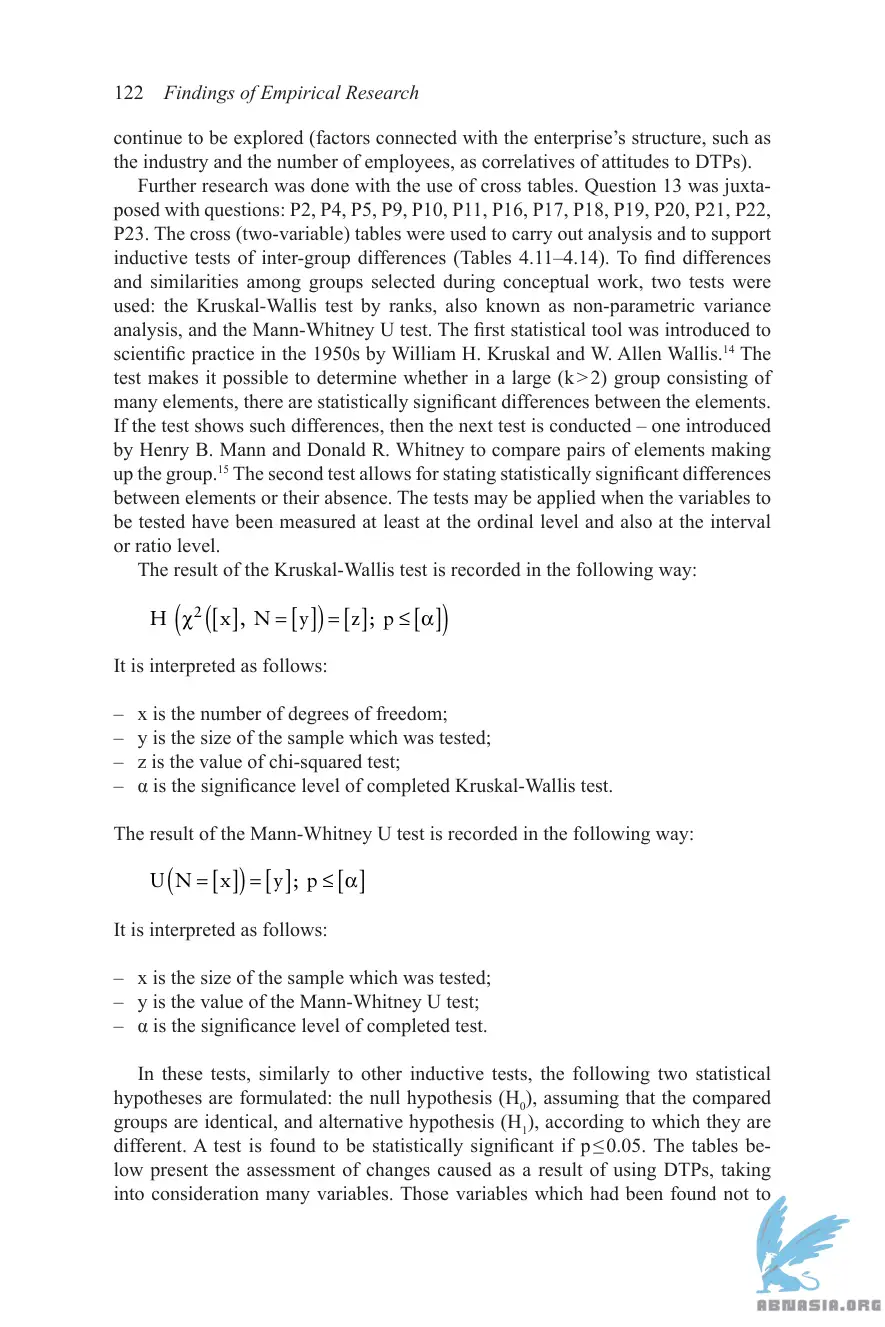 122 Findings of Empirical Research
continue to be explored (factors connected with the enterprise’s structure, such as
the industry and the number of employees, as correlatives of attitudes to DTPs).
Further research was done with the use of cross tables. Question 13 was juxta-
posed with questions: P2, P4, P5, P9, P10, P11, P16, P17, P18, P19, P20, P21, P22,
P23. The cross (two-variable) tables were used to carry out analysis and to support
inductive tests of inter-group differences (Tables 4.11–4.14). To find differences
and similarities among groups selected during conceptual work, two tests were
used: the Kruskal-Wallis test by ranks, also known as non-parametric variance
analysis, and the Mann-Whitney U test. The first statistical tool was introduced to
scientific practice in the 1950s by William H. Kruskal and W. Allen Wallis.¹⁴ The
test makes it possible to determine whether in a large (k>2) group consisting of
many elements, there are statistically significant differences between the elements.
If the test shows such differences, then the next test is conducted – one introduced
by Henry B. Mann and Donald R. Whitney to compare pairs of elements making
up the group.¹⁵ The second test allows for stating statistically significant differences
between elements or their absence. The tests may be applied when the variables to
be tested have been measured at least at the ordinal level and also at the interval
or ratio level.
The result of the Kruskal-Wallis test is recorded in the following way:
H (χ²([x], N = [y]) = [z]; p ≤ [α])
It is interpreted as follows:
– x is the number of degrees of freedom;
– y is the size of the sample which was tested;
– z is the value of chi-squared test;
– α is the significance level of completed Kruskal-Wallis test.
The result of the Mann-Whitney U test is recorded in the following way:
U(N = [x]) = [y]; p ≤ [α]
It is interpreted as follows:
– x is the size of the sample which was tested;
– y is the value of the Mann-Whitney U test;
– α is the significance level of completed test.
In these tests, similarly to other inductive tests, the following two statistical
hypotheses are formulated: the null hypothesis (H₀), assuming that the compared
groups are identical, and alternative hypothesis (H₁), according to which they are
different. A test is found to be statistically significant if p≤0.05. The tables be-
low present the assessment of changes caused as a result of using DTPs, taking
into consideration many variables. Those variables which had been found not to
ABNASIA.ORG